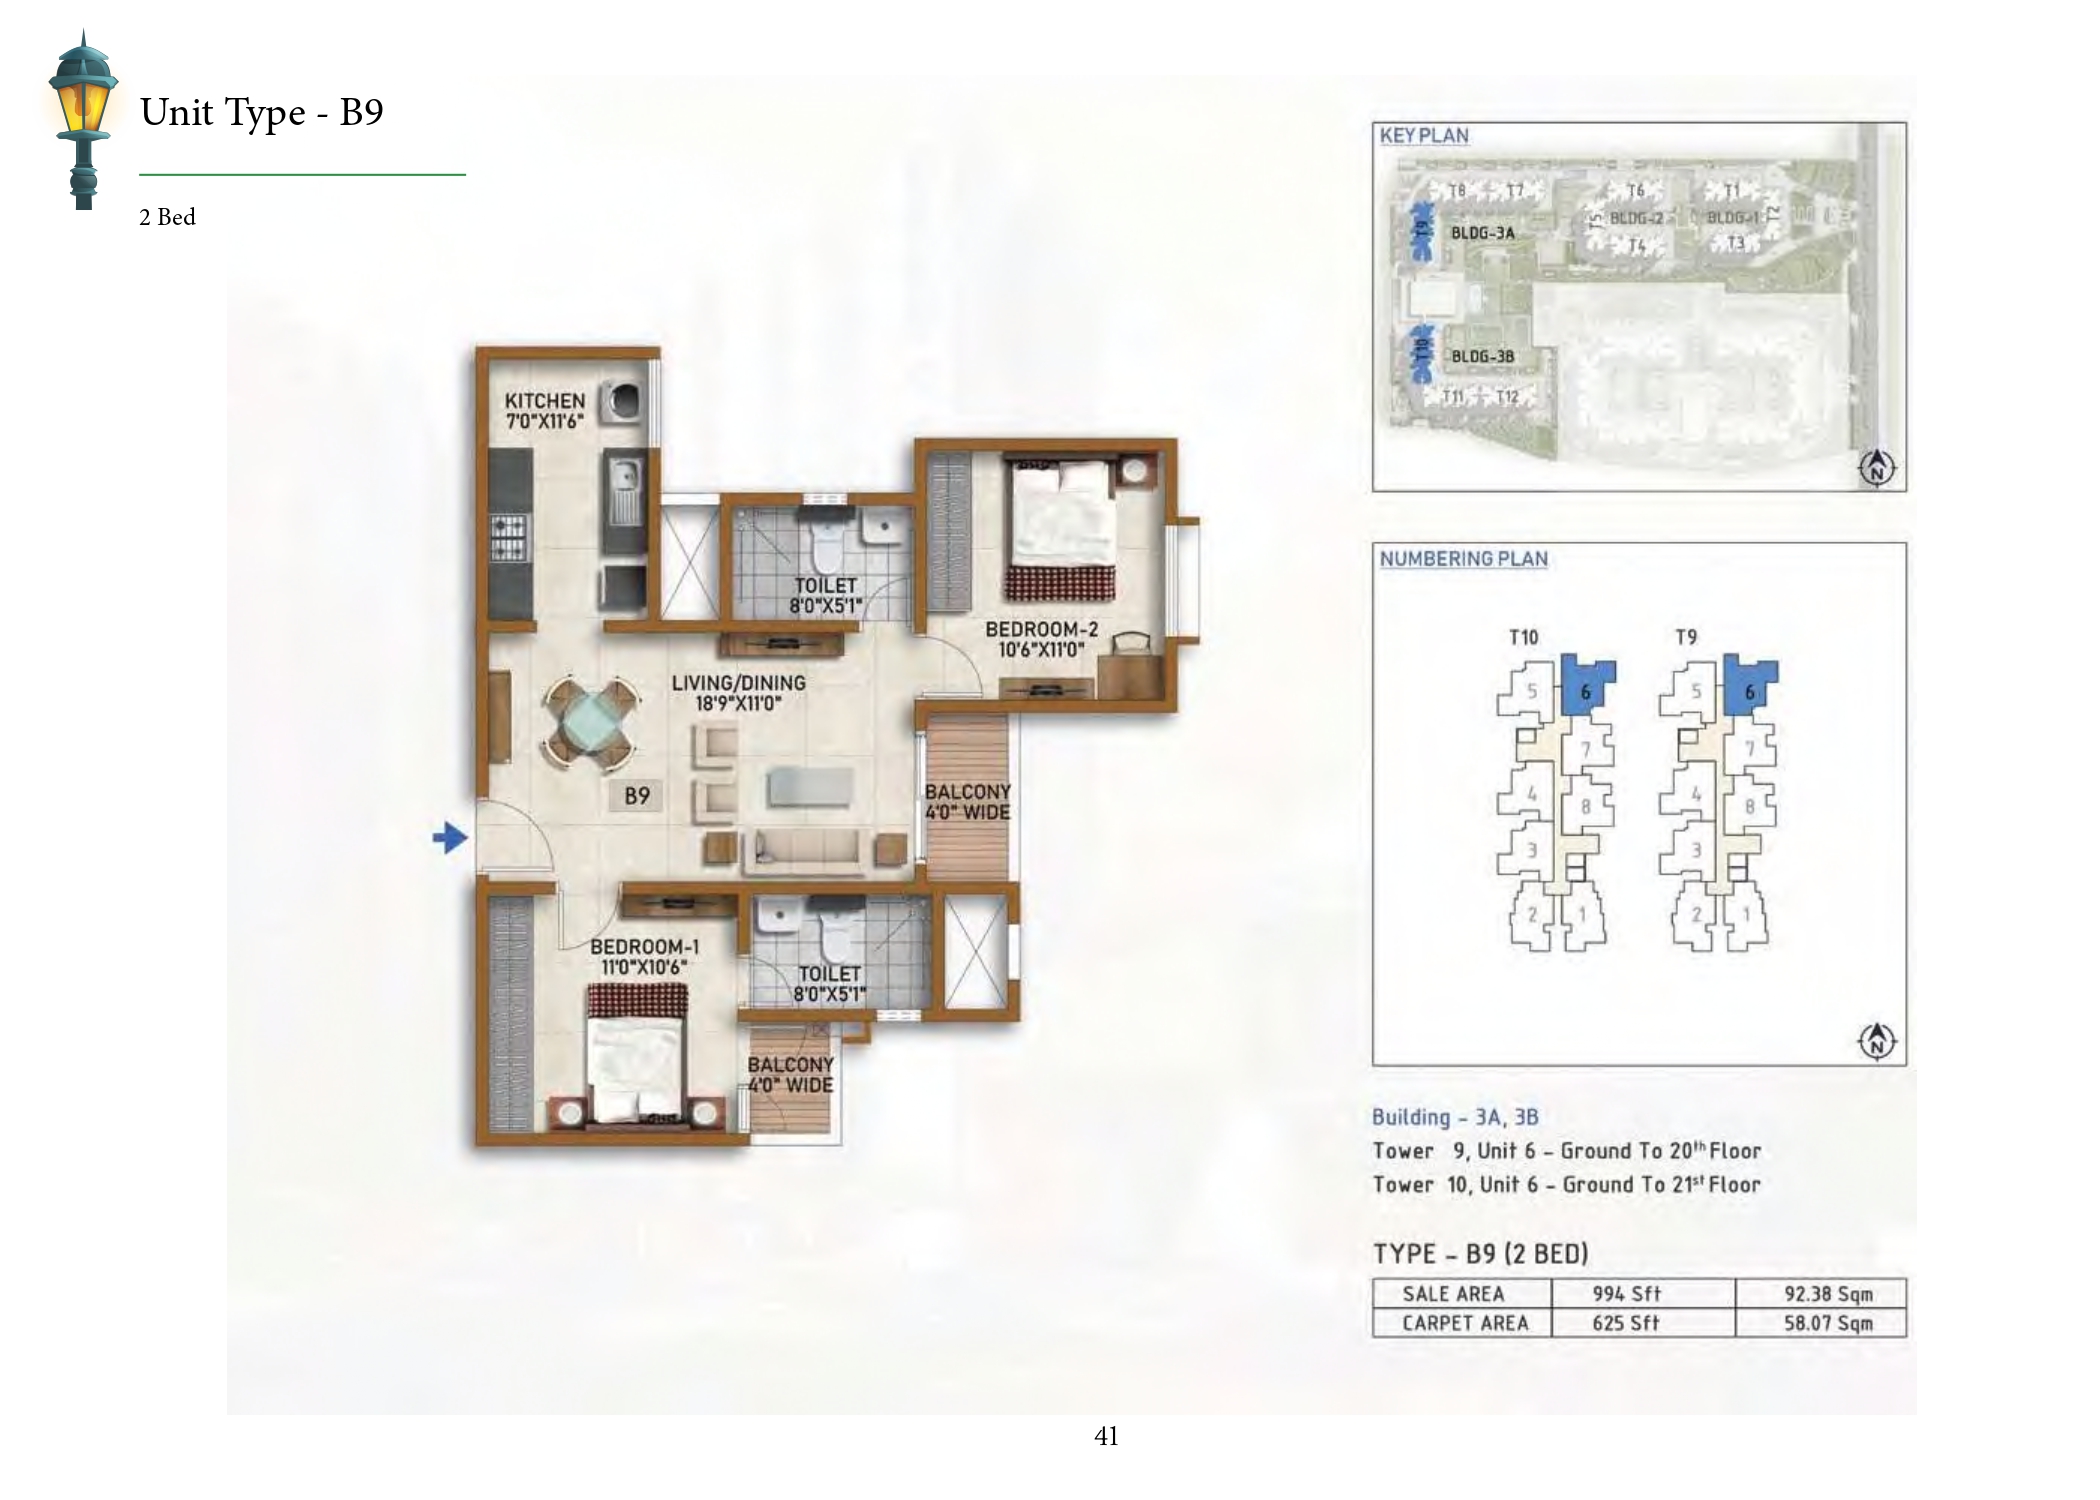 Unit Type - B9
2 Bed
KITCHEN
7'0"X11'6"
TOILET
8'0"X5'1"
BEDROOM-2
10'6"X11'0"
LIVING/DINING
18'9"X11'0"
B9
BALCONY
4'0" WIDE
BEDROOM-1
11'0"X10'6"
TOILET
8'0"X5'1"
BALCONY
4'0" WIDE
KEY PLAN
T8 T7 T6 T1
T9 BLDG-3A T5 BLDG-2 BLDG-1 T2
T4 T3
T10 BLDG-3B
T11 T12
N
NUMBERING PLAN
T10 T9
5 6 5 6
7 7
4 8 4 8
3 3
2 1 2 1
N
Building – 3A, 3B
Tower 9, Unit 6 – Ground To 20th Floor
Tower 10, Unit 6 – Ground To 21st Floor
TYPE – B9 (2 BED)
SALE AREA 994 Sft 92.38 Sqm
CARPET AREA 625 Sft 58.07 Sqm
41